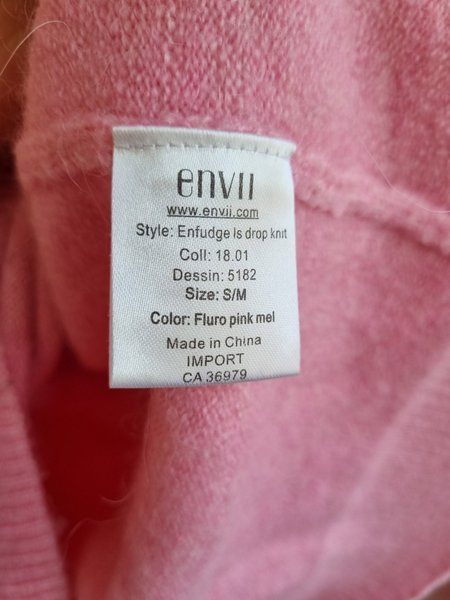 envii
www.envii.com
Style: Enfudge ls drop knit
Coll: 18.01
Dessin: 5182
Size: S/M
Color: Fluro pink mel
Made in China
IMPORT
CA 36979